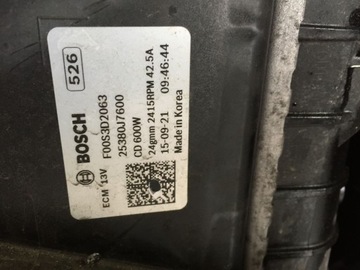 526
BOSCH
ECM 13V
F00S3D2063
25380J7600
CD 600W
24gmm 2415RPM 42.5A
15-09-21 09:46:44
Made in Korea